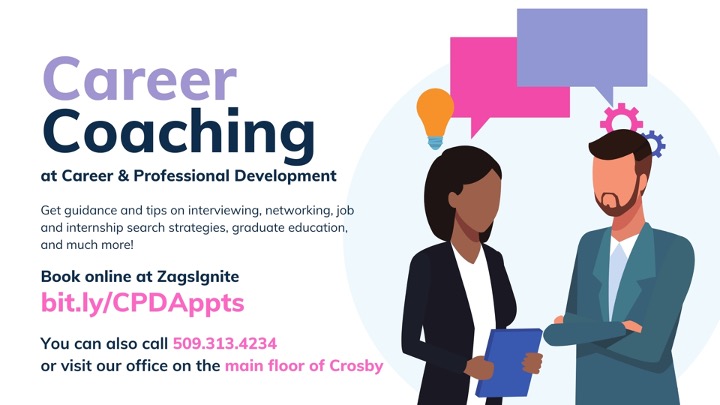 Career
Coaching
at Career & Professional Development
Get guidance and tips on interviewing, networking, job
and internship search strategies, graduate education,
and much more!
Book online at ZagsIgnite
bit.ly/CPDAppts
You can also call 509.313.4234
or visit our office on the main floor of Crosby